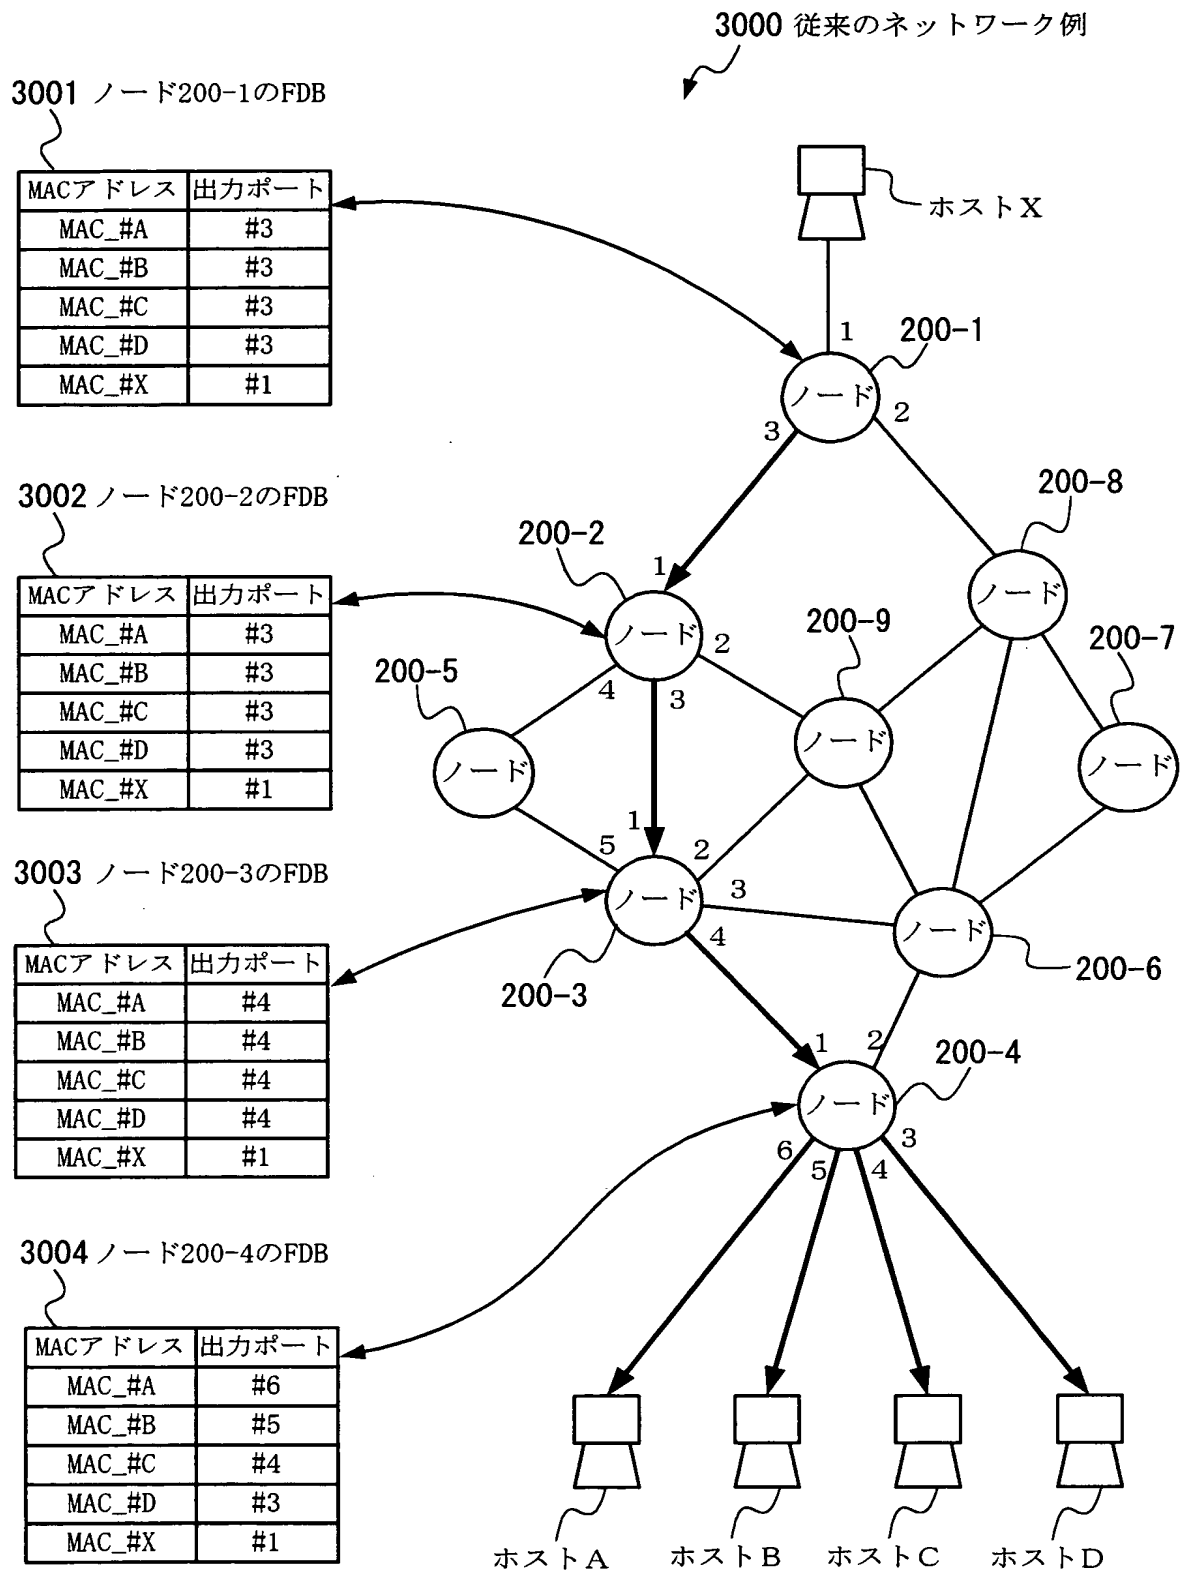 3000 従来のネットワーク例
3001 ノード200-1のFDB
MACアドレス 出力ポート
MAC_#A #3
MAC_#B #3
MAC_#C #3
MAC_#D #3
MAC_#X #1
ホストX
1
200-1
ノード
3
2
3002 ノード200-2のFDB
MACアドレス 出力ポート
MAC_#A #3
MAC_#B #3
MAC_#C #3
MAC_#D #3
MAC_#X #1
200-8
ノード
200-2
1
ノード
2
4
3
200-9
ノード
200-7
ノード
200-5
ノード
3003 ノード200-3のFDB
MACアドレス 出力ポート
MAC_#A #4
MAC_#B #4
MAC_#C #4
MAC_#D #4
MAC_#X #1
1
5
2
ノード
3
4
200-3
ノード
200-6
1
2
200-4
ノード
6
5
4
3
3004 ノード200-4のFDB
MACアドレス 出力ポート
MAC_#A #6
MAC_#B #5
MAC_#C #4
MAC_#D #3
MAC_#X #1
ホストA ホストB ホストC ホストD